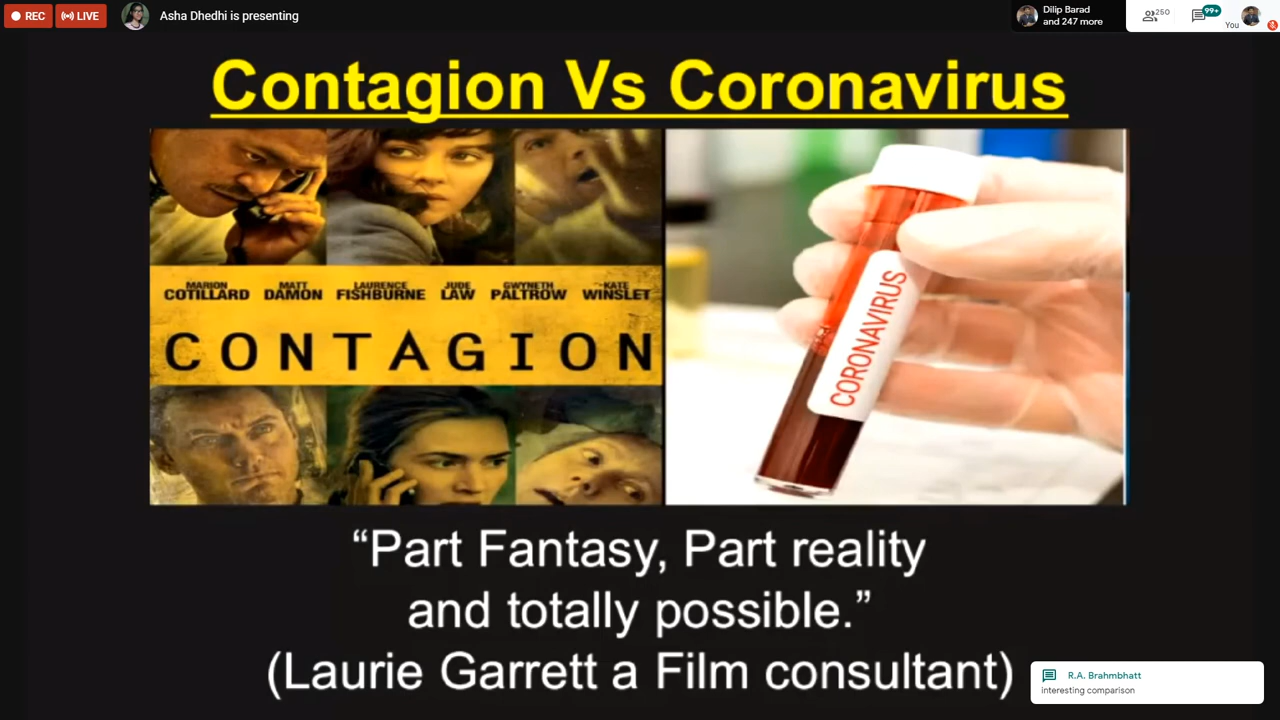 REC
LIVE
Asha Dhedhi is presenting
Dilip Barad
and 247 more
250
99+
You
Contagion Vs Coronavirus
MARION COTILLARD MATT DAMON LAURENCE FISHBURNE JUDE LAW GWYNETH PALTROW KATE WINSLET
CONTAGION
CORONAVIRUS
“Part Fantasy, Part reality
and totally possible.”
(Laurie Garrett a Film consultant)
R.A. Brahmbhatt
interesting comparison